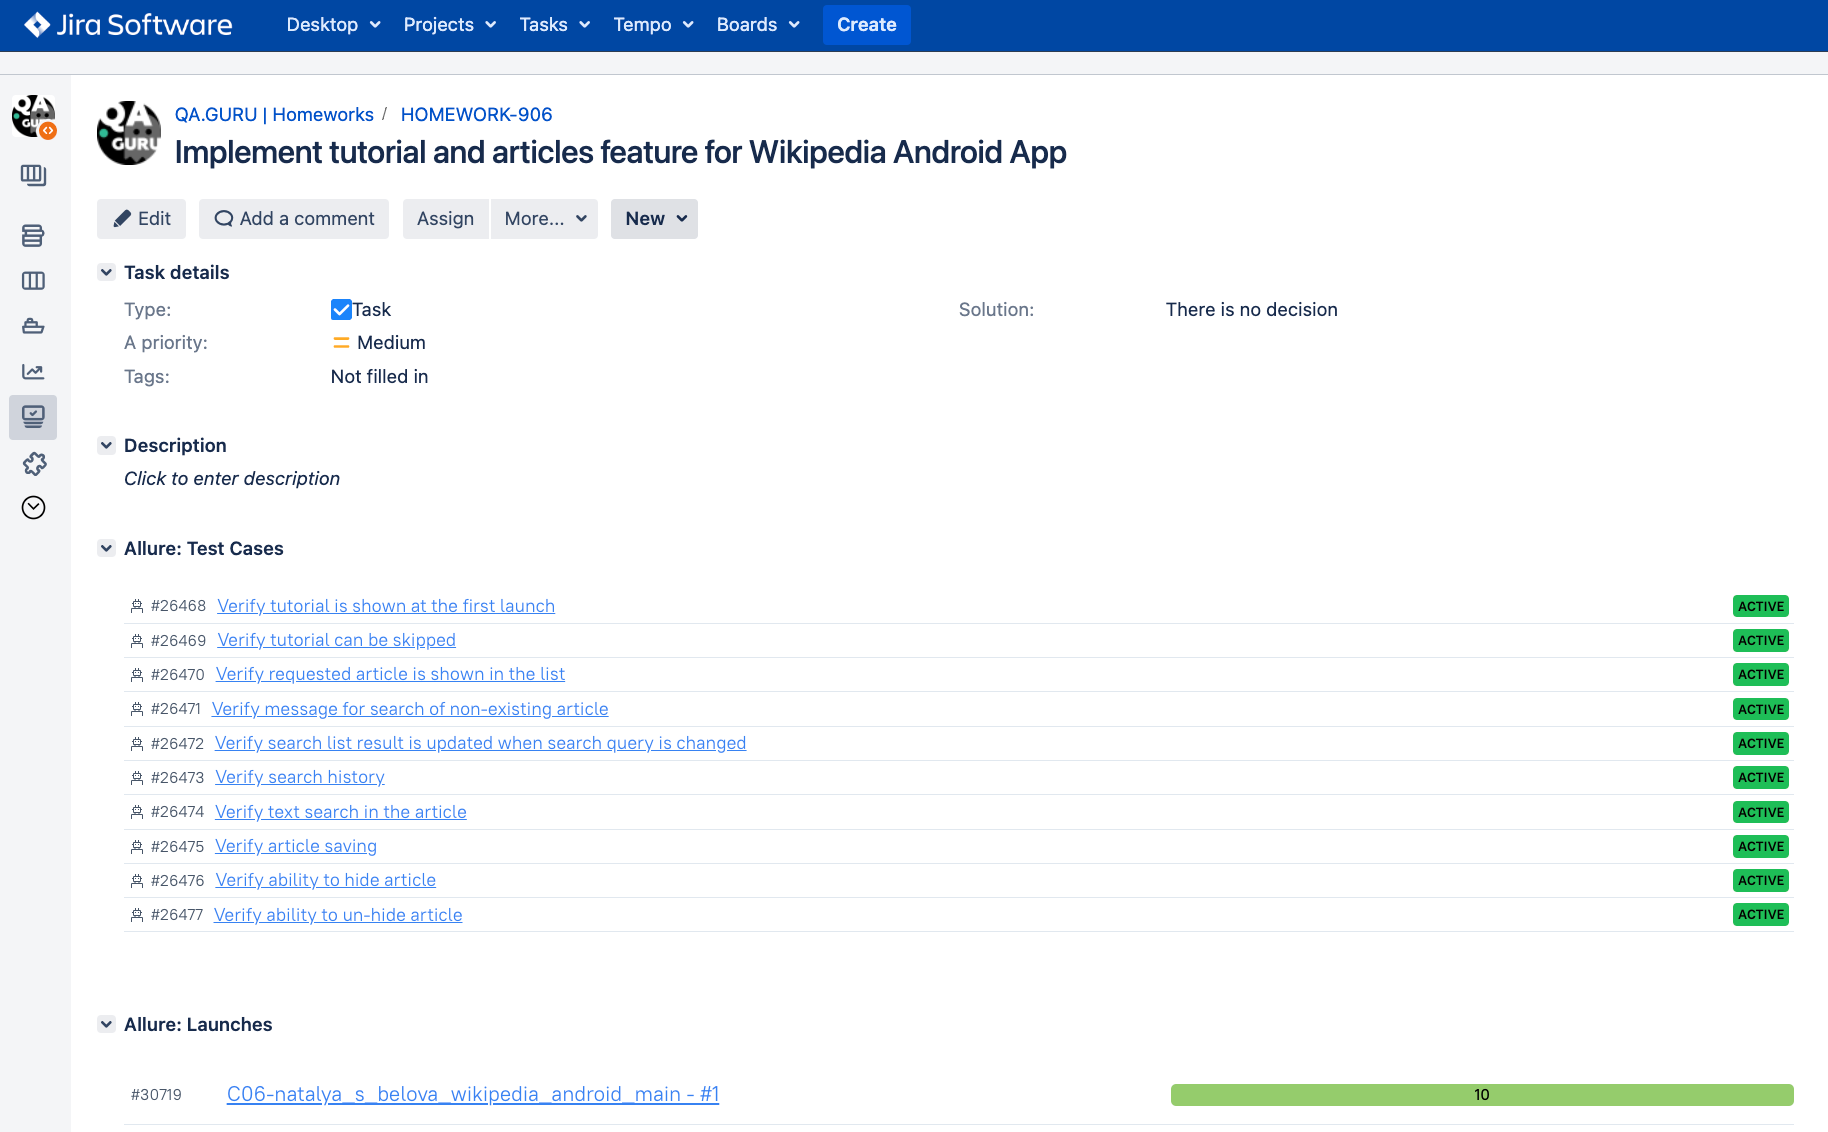 Jira Software Desktop Projects Tasks Tempo Boards Create
QA GURU
QA.GURU | Homeworks / HOMEWORK-906
Implement tutorial and articles feature for Wikipedia Android App
Edit Add a comment Assign More... New
Task details
Type: Task Solution: There is no decision
A priority: Medium
Tags: Not filled in
Description
Click to enter description
Allure: Test Cases
#26468 Verify tutorial is shown at the first launch ACTIVE
#26469 Verify tutorial can be skipped ACTIVE
#26470 Verify requested article is shown in the list ACTIVE
#26471 Verify message for search of non-existing article ACTIVE
#26472 Verify search list result is updated when search query is changed ACTIVE
#26473 Verify search history ACTIVE
#26474 Verify text search in the article ACTIVE
#26475 Verify article saving ACTIVE
#26476 Verify ability to hide article ACTIVE
#26477 Verify ability to un-hide article ACTIVE
Allure: Launches
#30719 C06-natalya_s_belova_wikipedia_android_main - #1 10